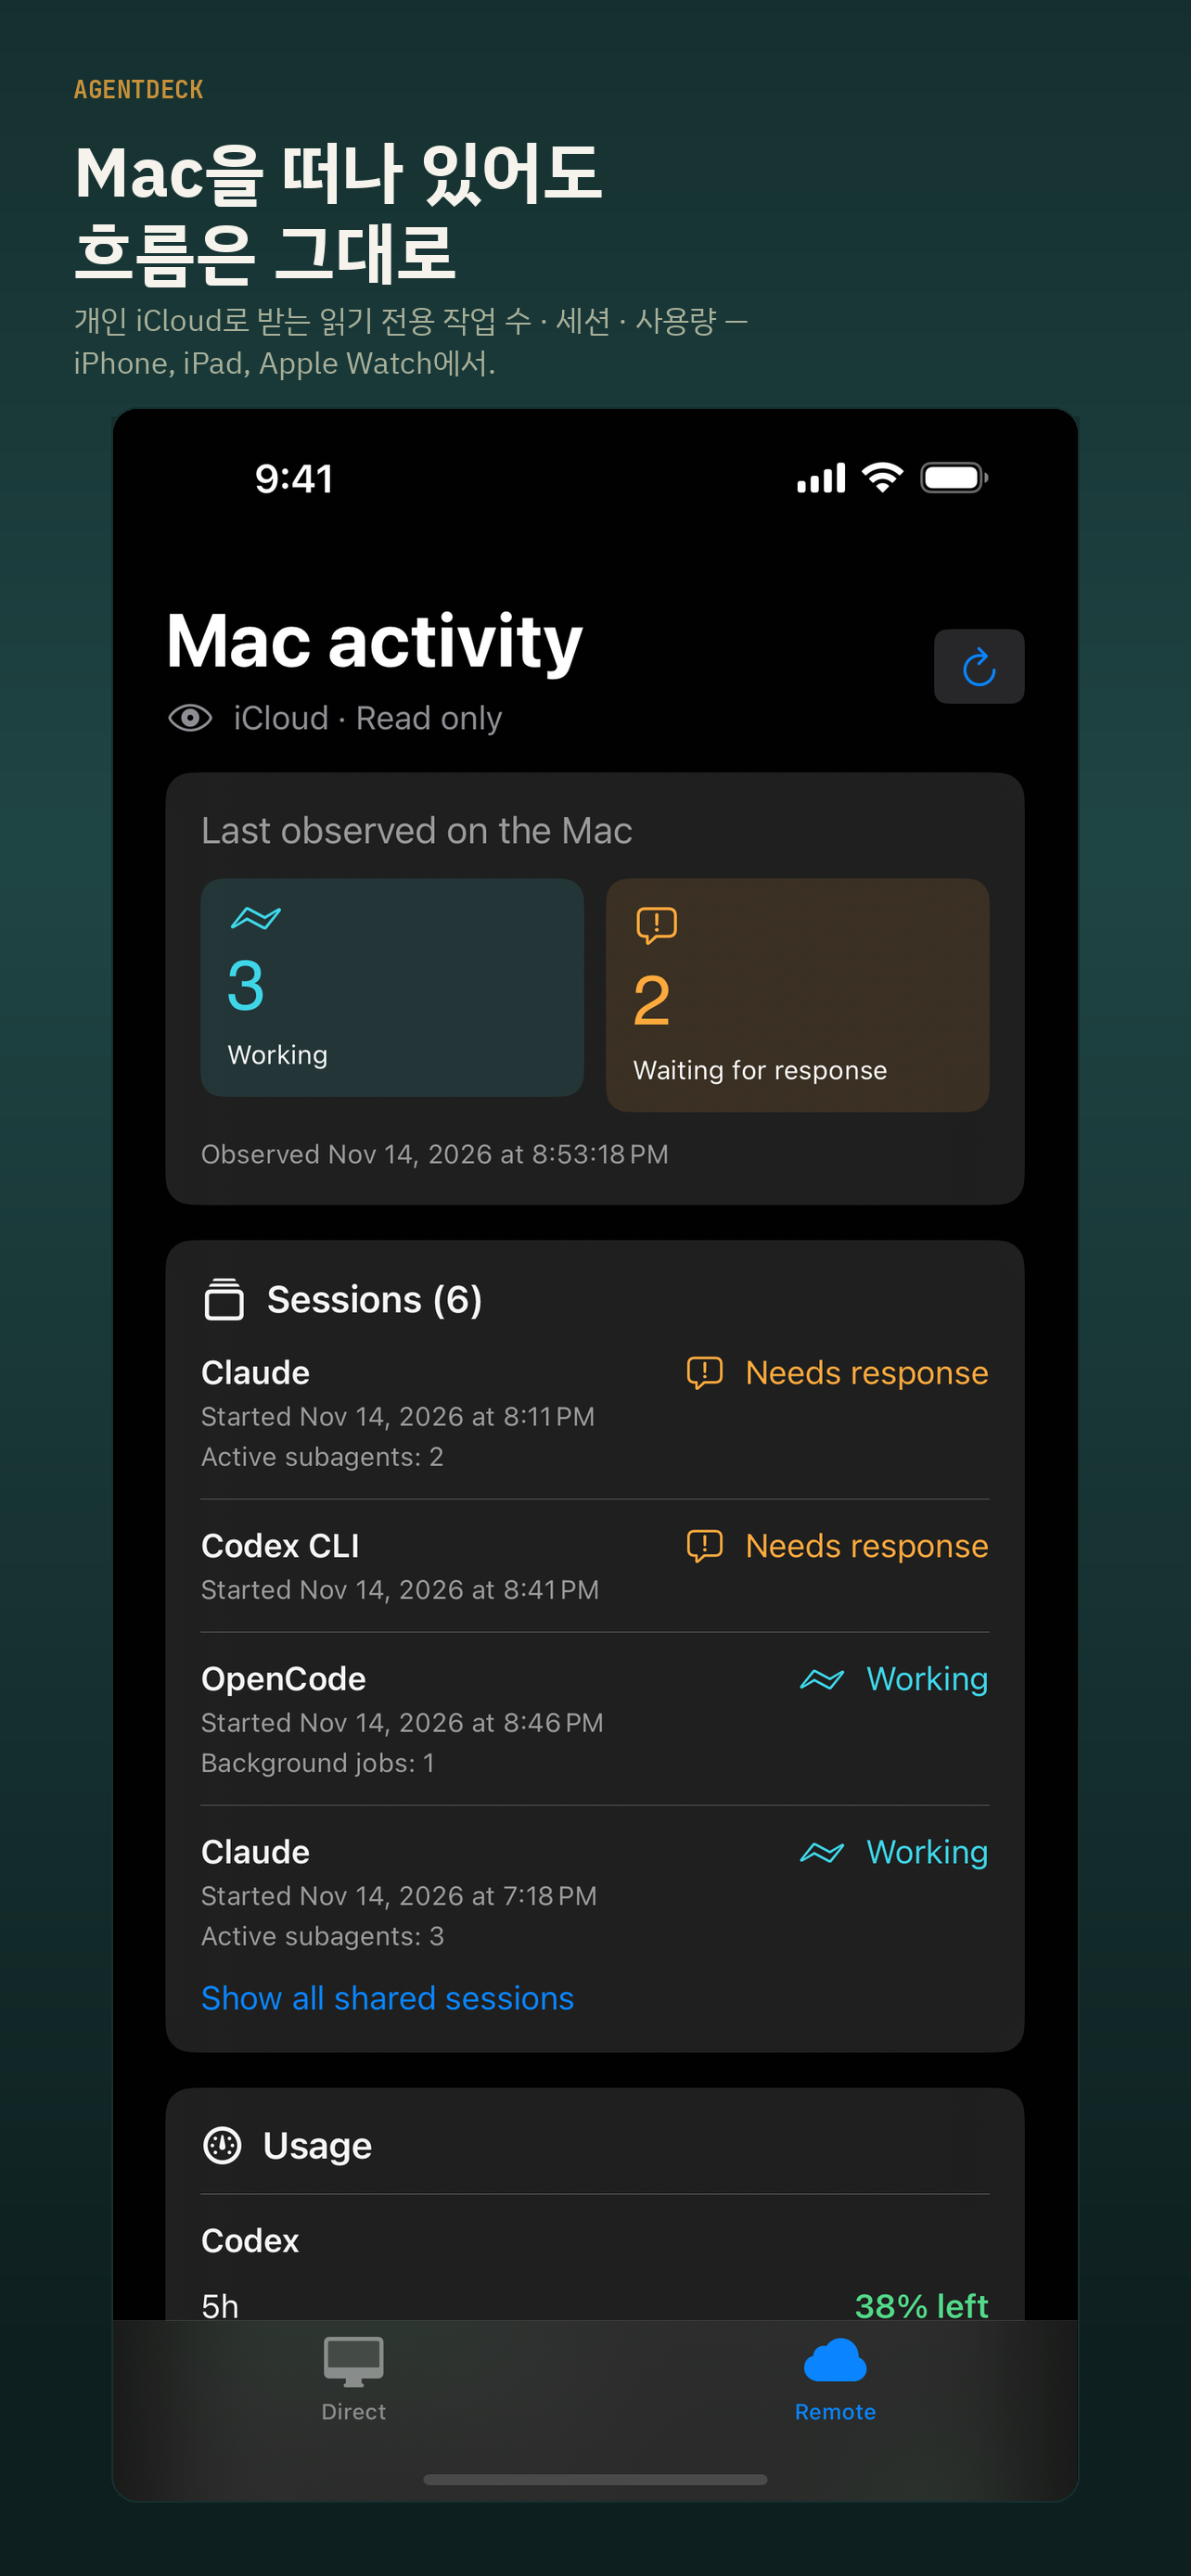 AGENTDECK
Mac을 떠나 있어도
흐름은 그대로
개인 iCloud로 받는 읽기 전용 작업 수 · 세션 · 사용량 —
iPhone, iPad, Apple Watch에서.
9:41
Mac activity
iCloud · Read only
Last observed on the Mac
3
2
Working
Waiting for response
Observed Nov 14, 2026 at 8:53:18 PM
Sessions (6)
Claude
Needs response
Started Nov 14, 2026 at 8:11 PM
Active subagents: 2
Codex CLI
Needs response
Started Nov 14, 2026 at 8:41 PM
OpenCode
Working
Started Nov 14, 2026 at 8:46 PM
Background jobs: 1
Claude
Working
Started Nov 14, 2026 at 7:18 PM
Active subagents: 3
Show all shared sessions
Usage
Codex
5h
38% left
Direct
Remote